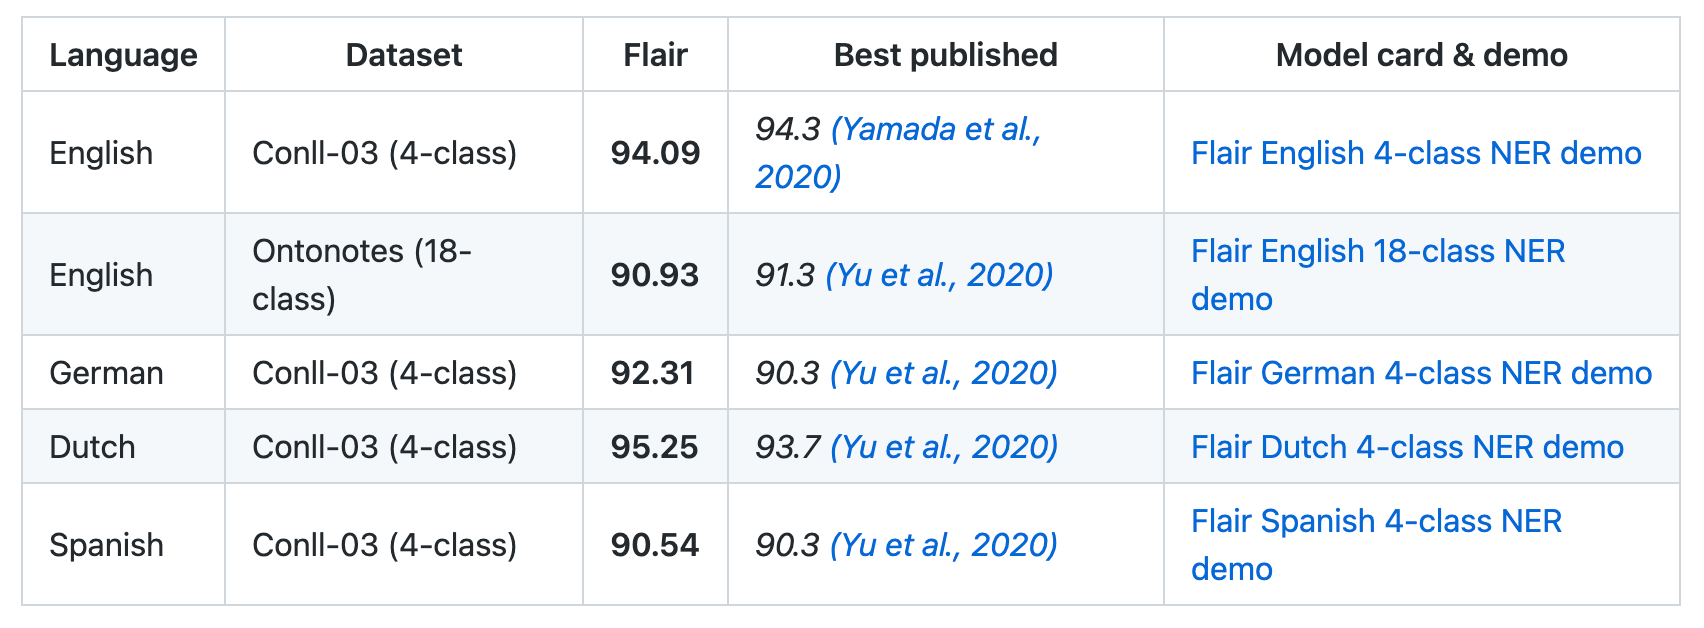 Language Dataset Flair Best published Model card & demo
English Conll-03 (4-class) 94.09 94.3 (Yamada et al., 2020) Flair English 4-class NER demo
English Ontonotes (18-class) 90.93 91.3 (Yu et al., 2020) Flair English 18-class NER demo
German Conll-03 (4-class) 92.31 90.3 (Yu et al., 2020) Flair German 4-class NER demo
Dutch Conll-03 (4-class) 95.25 93.7 (Yu et al., 2020) Flair Dutch 4-class NER demo
Spanish Conll-03 (4-class) 90.54 90.3 (Yu et al., 2020) Flair Spanish 4-class NER demo